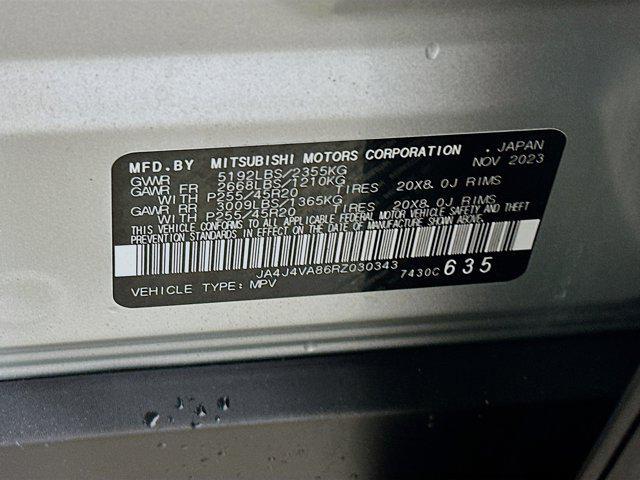 MFD. BY MITSUBISHI MOTORS CORPORATION . JAPAN
GVWR 5192LBS/2355KG NOV 2023
GAWR FR 2668LBS/1210KG
WITH P255/45R20 TIRES 20X8.0J RIMS
GAWR RR 3009LBS/1365KG
WITH P255/45R20 TIRES 20X8.0J RIMS
THIS VEHICLE CONFORMS TO ALL APPLICABLE FEDERAL MOTOR VEHICLE SAFETY AND THEFT
PREVENTION STANDARDS IN EFFECT ON THE DATE OF MANUFACTURE SHOWN ABOVE.
JA4J4VA86RZ030343 7430C 635
VEHICLE TYPE: MPV